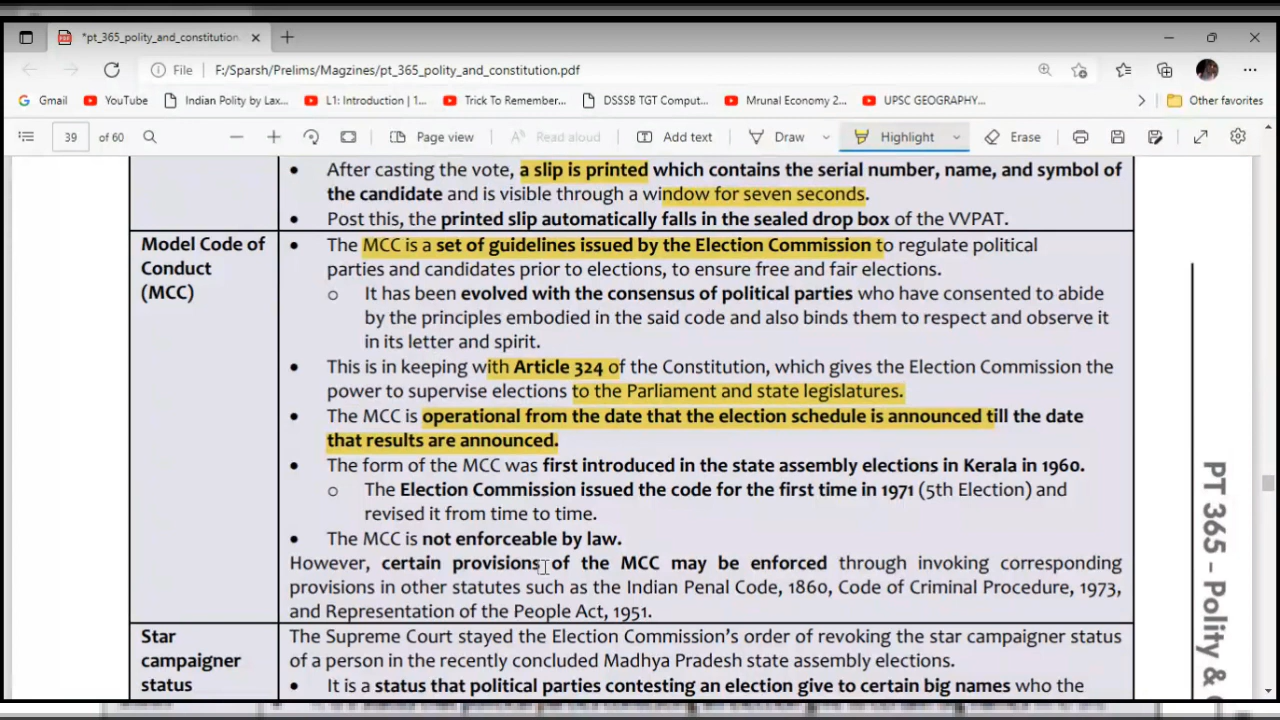 *pt_365_polity_and_constitution.
File
F:/Sparsh/Prelims/Magzines/pt_365_polity_and_constitution.pdf
Gmail
YouTube
Indian Polity by Lax...
L1: Introduction | 1...
Trick To Remember...
DSSSB TGT Comput...
Mrunal Economy 2...
UPSC GEOGRAPHY...
Other favorites
39 of 60
Page view
Read aloud
Add text
Draw
Highlight
Erase
• After casting the vote, a slip is printed which contains the serial number, name, and symbol of
the candidate and is visible through a window for seven seconds.
• Post this, the printed slip automatically falls in the sealed drop box of the VVPAT.
Model Code of
Conduct
(MCC)
• The MCC is a set of guidelines issued by the Election Commission to regulate political
parties and candidates prior to elections, to ensure free and fair elections.
o It has been evolved with the consensus of political parties who have consented to abide
by the principles embodied in the said code and also binds them to respect and observe it
in its letter and spirit.
• This is in keeping with Article 324 of the Constitution, which gives the Election Commission the
power to supervise elections to the Parliament and state legislatures.
• The MCC is operational from the date that the election schedule is announced till the date
that results are announced.
• The form of the MCC was first introduced in the state assembly elections in Kerala in 1960.
o The Election Commission issued the code for the first time in 1971 (5th Election) and
revised it from time to time.
• The MCC is not enforceable by law.
However, certain provisions of the MCC may be enforced through invoking corresponding
provisions in other statutes such as the Indian Penal Code, 1860, Code of Criminal Procedure, 1973,
and Representation of the People Act, 1951.
Star
campaigner
status
The Supreme Court stayed the Election Commission's order of revoking the star campaigner status
of a person in the recently concluded Madhya Pradesh state assembly elections.
• It is a status that political parties contesting an election give to certain big names who the
PT 365 - Polity &